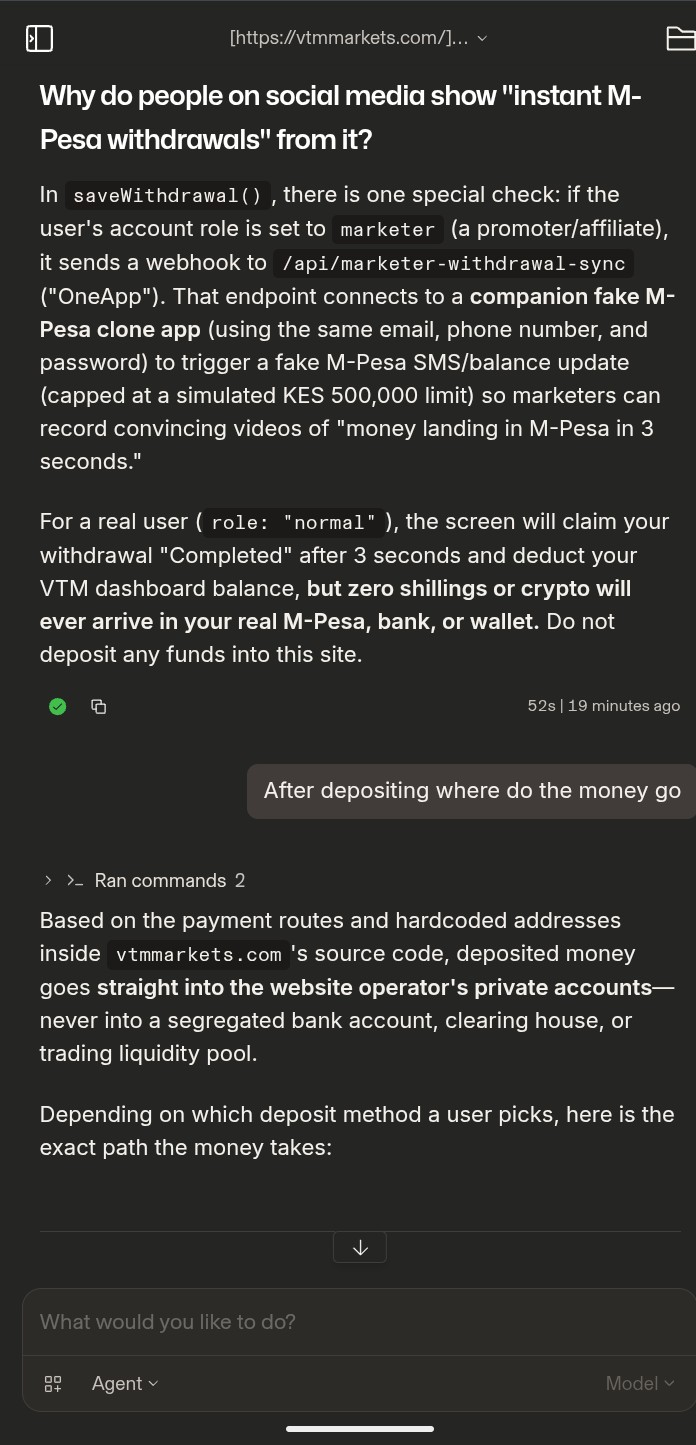 [https://vtmmarkets.com/]...
Why do people on social media show "instant M-
Pesa withdrawals" from it?
In saveWithdrawal(), there is one special check: if the
user's account role is set to marketer (a promoter/affiliate),
it sends a webhook to /api/marketer-withdrawal-sync
("OneApp"). That endpoint connects to a companion fake M-
Pesa clone app (using the same email, phone number, and
password) to trigger a fake M-Pesa SMS/balance update
(capped at a simulated KES 500,000 limit) so marketers can
record convincing videos of "money landing in M-Pesa in 3
seconds."
For a real user (role: "normal"), the screen will claim your
withdrawal "Completed" after 3 seconds and deduct your
VTM dashboard balance, but zero shillings or crypto will
ever arrive in your real M-Pesa, bank, or wallet. Do not
deposit any funds into this site.
52s | 19 minutes ago
After depositing where do the money go
Ran commands 2
Based on the payment routes and hardcoded addresses
inside vtmmarkets.com's source code, deposited money
goes straight into the website operator's private accounts—
never into a segregated bank account, clearing house, or
trading liquidity pool.
Depending on which deposit method a user picks, here is the
exact path the money takes:
What would you like to do?
Agent
Model